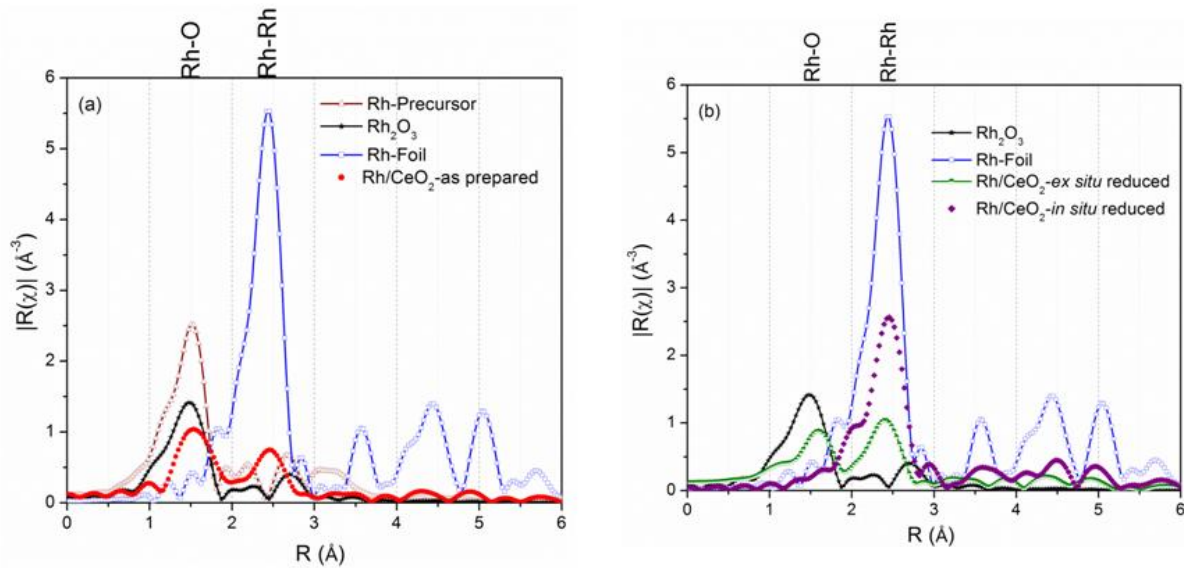 Rh-O
Rh-Rh
(a)
Rh-Precursor
Rh₂O₃
Rh-Foil
Rh/CeO₂-as prepared
6
5
4
3
2
1
0
|R(χ)| (Å⁻³)
0 1 2 3 4 5 6
R (Å)
Rh-O
Rh-Rh
(b)
Rh₂O₃
Rh-Foil
Rh/CeO₂-ex situ reduced
Rh/CeO₂-in situ reduced
6
5
4
3
2
1
0
|R(χ)| (Å⁻³)
0 1 2 3 4 5 6
R (Å)